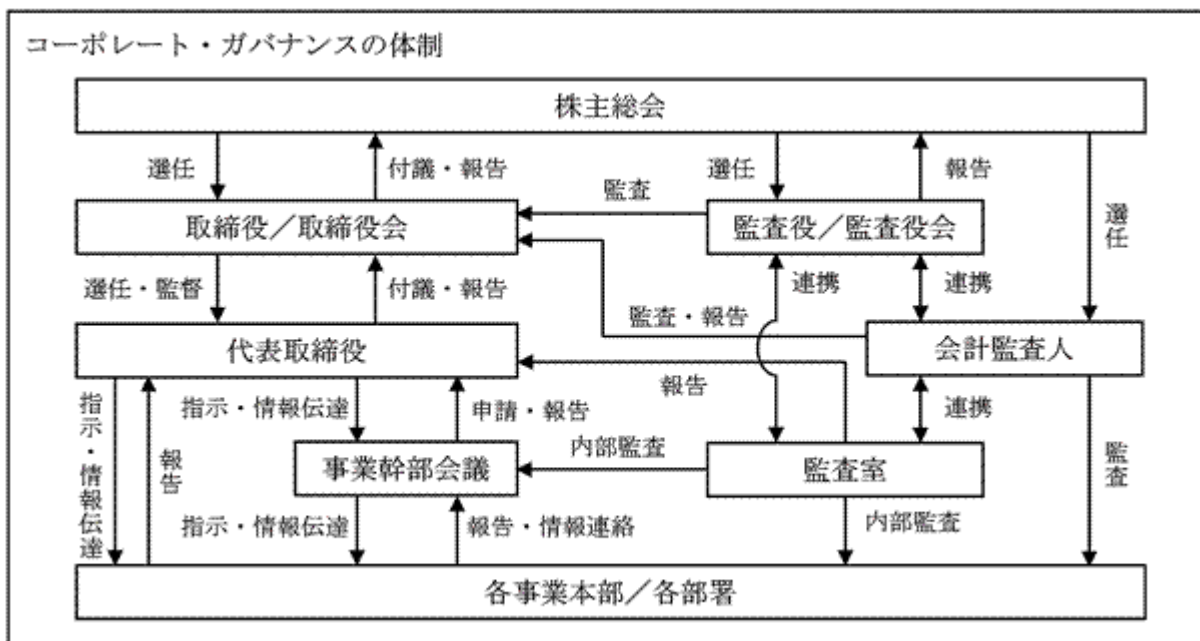 コーポレート・ガバナンスの体制
株主総会
選任
付議・報告
選任
報告
監査
選任
取締役／取締役会
監査役／監査役会
選任・監督
付議・報告
連携
連携
監査・報告
代表取締役
会計監査人
報告
指示・情報伝達
報告
指示・情報伝達
申請・報告
連携
内部監査
監査
事業幹部会議
監査室
指示・情報伝達
報告・情報連絡
内部監査
各事業本部／各部署